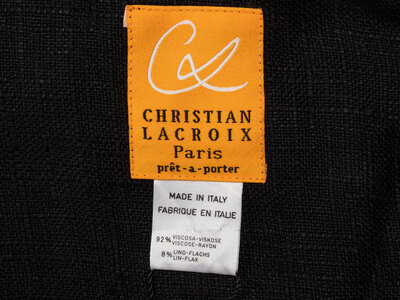 CL
CHRISTIAN
LACROIX
Paris
prêt-a-porter
MADE IN ITALY
FABRIQUE EN ITALIE
92% VISCOSA-VISKOSE
VISCOSE-RAYON
8% LINO-FLACHS
LIN-FLAX